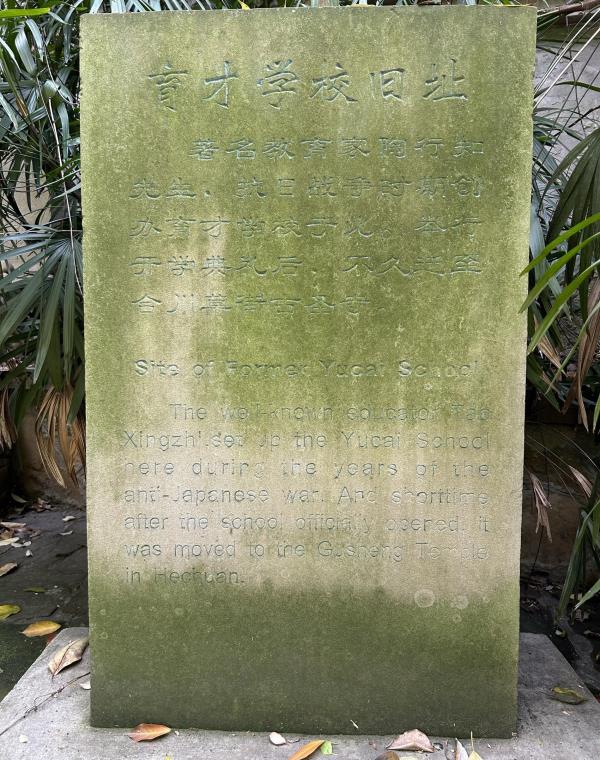 育才学校旧址
著名教育家陶行知
先生，抗日战争时期创
办育才学校于此。举行
开学典礼后，不久迁至
合川草街古圣寺。
Site of Former Yucai School
The well-known educator Tao
Xingzhi set up the Yucai School
here during the years of the
anti-Japanese war. And shorttime
after the school officially opened, it
was moved to the Gusheng Temple
in Hechuan.